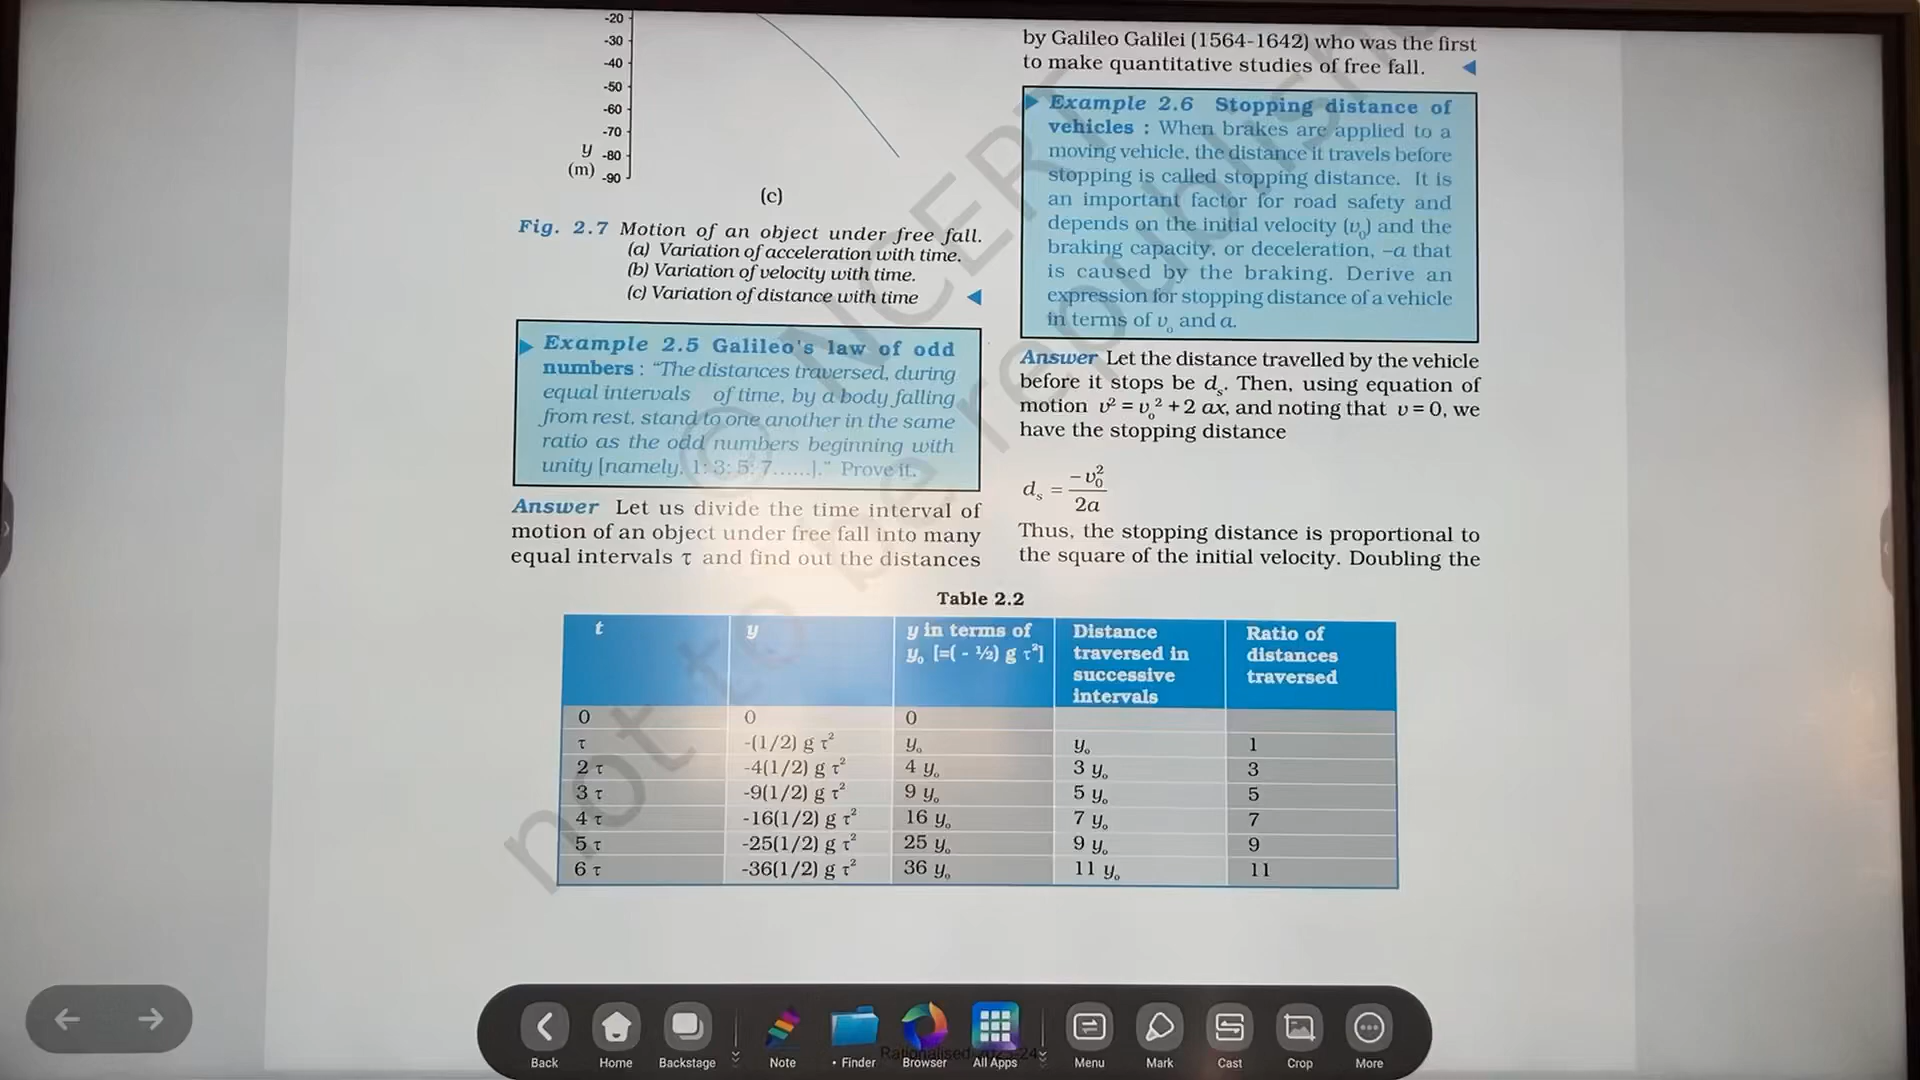 -20
-30
-40
-50
-60
-70
-80
-90
y
(m)
(c)
Fig. 2.7 Motion of an object under free fall.
(a) Variation of acceleration with time.
(b) Variation of velocity with time.
(c) Variation of distance with time
Example 2.5 Galileo's law of odd
numbers : "The distances traversed, during
equal intervals of time, by a body falling
from rest, stand to one another in the same
ratio as the odd numbers beginning with
unity [namely, 1: 3: 5: 7......]." Prove it.
Answer Let us divide the time interval of
motion of an object under free fall into many
equal intervals τ and find out the distances
by Galileo Galilei (1564-1642) who was the first
to make quantitative studies of free fall.
Example 2.6 Stopping distance of
vehicles : When brakes are applied to a
moving vehicle, the distance it travels before
stopping is called stopping distance. It is
an important factor for road safety and
depends on the initial velocity (v₀) and the
braking capacity, or deceleration, –a that
is caused by the braking. Derive an
expression for stopping distance of a vehicle
in terms of v₀ and a.
Answer Let the distance travelled by the vehicle
before it stops be dₛ. Then, using equation of
motion v² = v₀² + 2 ax, and noting that v = 0, we
have the stopping distance
dₛ = –v₀² / 2a
Thus, the stopping distance is proportional to
the square of the initial velocity. Doubling the
Table 2.2
t y y in terms of y₀ [=( - ½) g τ²] Distance traversed in successive intervals Ratio of distances traversed
0 0 0
τ -(1/2) g τ² y₀ y₀ 1
2 τ -4(1/2) g τ² 4 y₀ 3 y₀ 3
3 τ -9(1/2) g τ² 9 y₀ 5 y₀ 5
4 τ -16(1/2) g τ² 16 y₀ 7 y₀ 7
5 τ -25(1/2) g τ² 25 y₀ 9 y₀ 9
6 τ -36(1/2) g τ² 36 y₀ 11 y₀ 11
© NCERT
not to be republish
Back Home Backstage Note • Finder Browser All Apps Menu Mark Cast Crop More